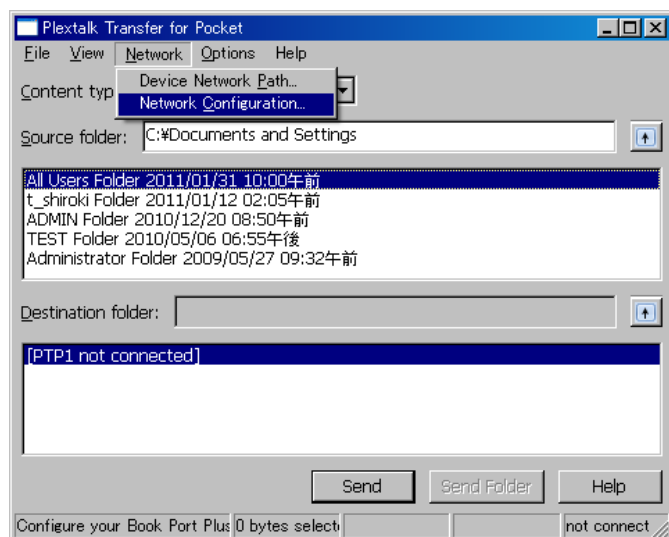 Plextalk Transfer for Pocket
File View Network Options Help
Device Network Path...
Content typ
Network Configuration...
Source folder: C:¥Documents and Settings
All Users Folder 2011/01/31 10:00午前
t_shiroki Folder 2011/01/12 02:05午前
ADMIN Folder 2010/12/20 08:50午前
TEST Folder 2010/05/06 06:55午後
Administrator Folder 2009/05/27 09:32午前
Destination folder:
[PTP1 not connected]
Send Send Folder Help
Configure your Book Port Plus 0 bytes select not connect